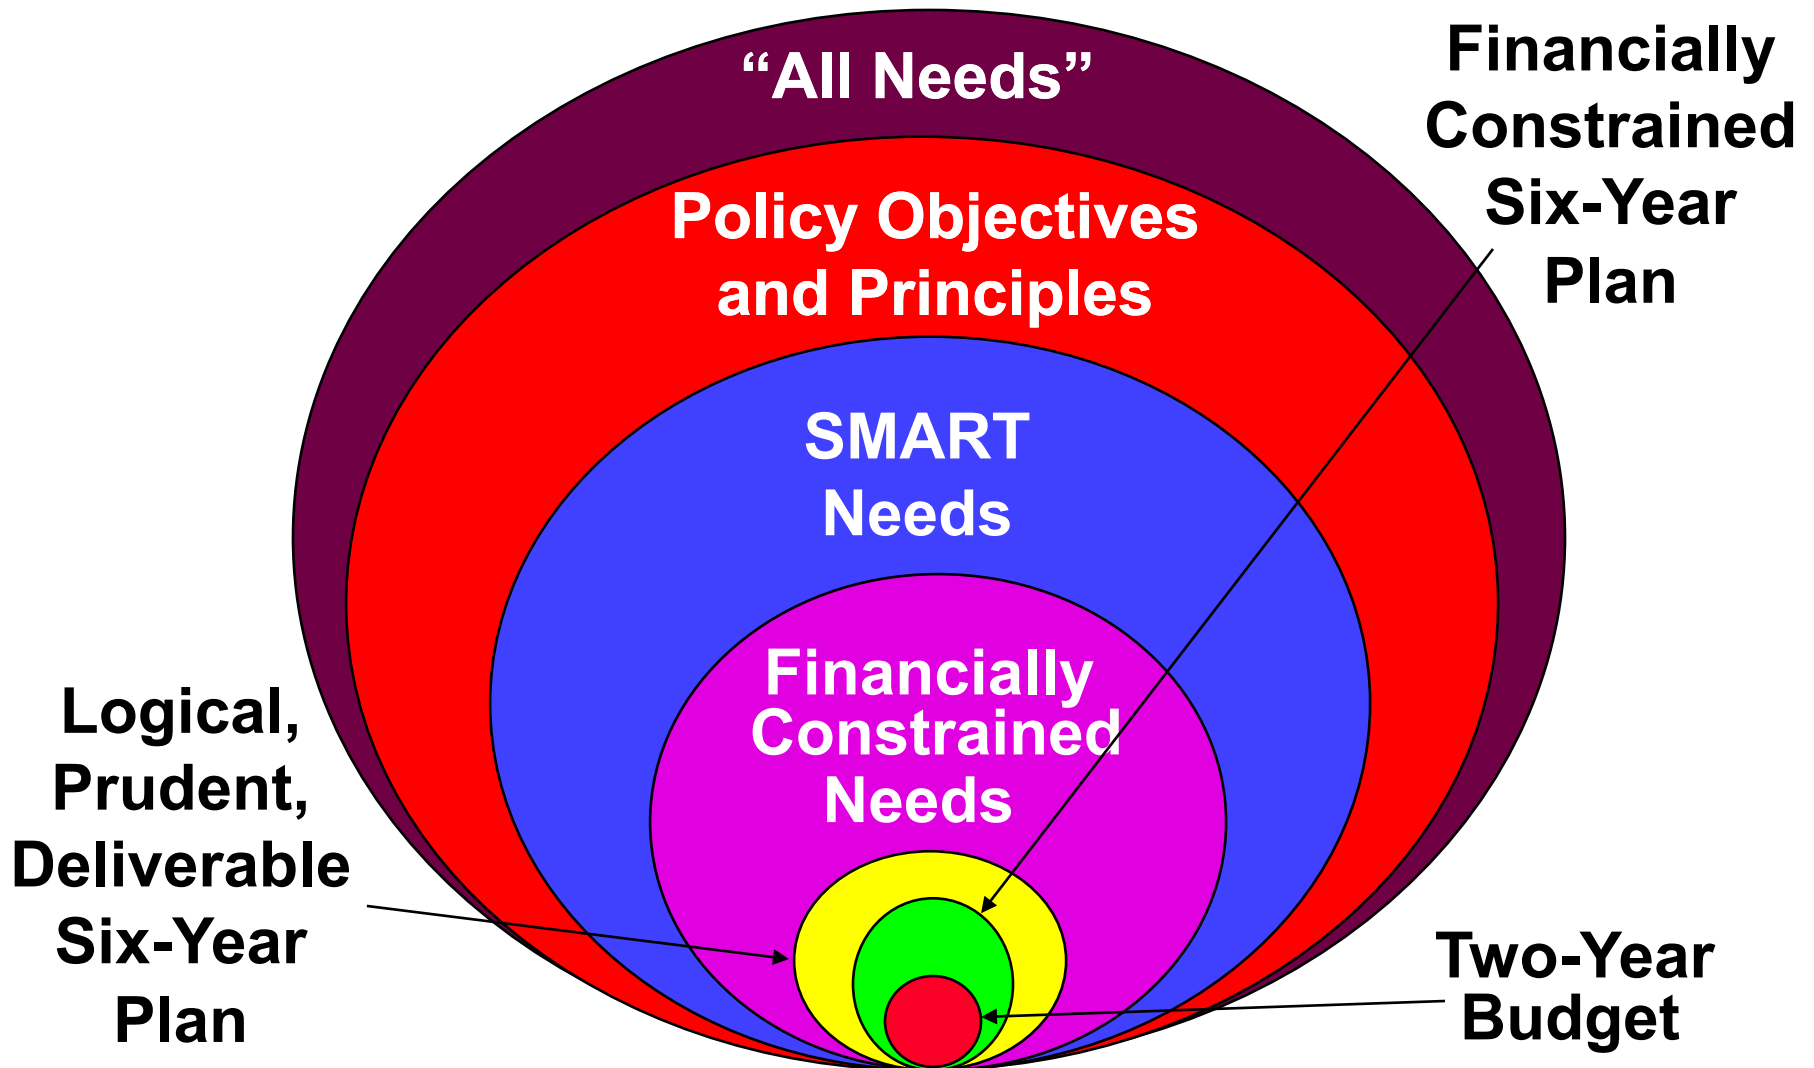 “All Needs”
Policy Objectives
and Principles
SMART
Needs
Financially
Constrained
Needs
Financially
Constrained
Six-Year
Plan
Logical,
Prudent,
Deliverable
Six-Year
Plan
Two-Year
Budget